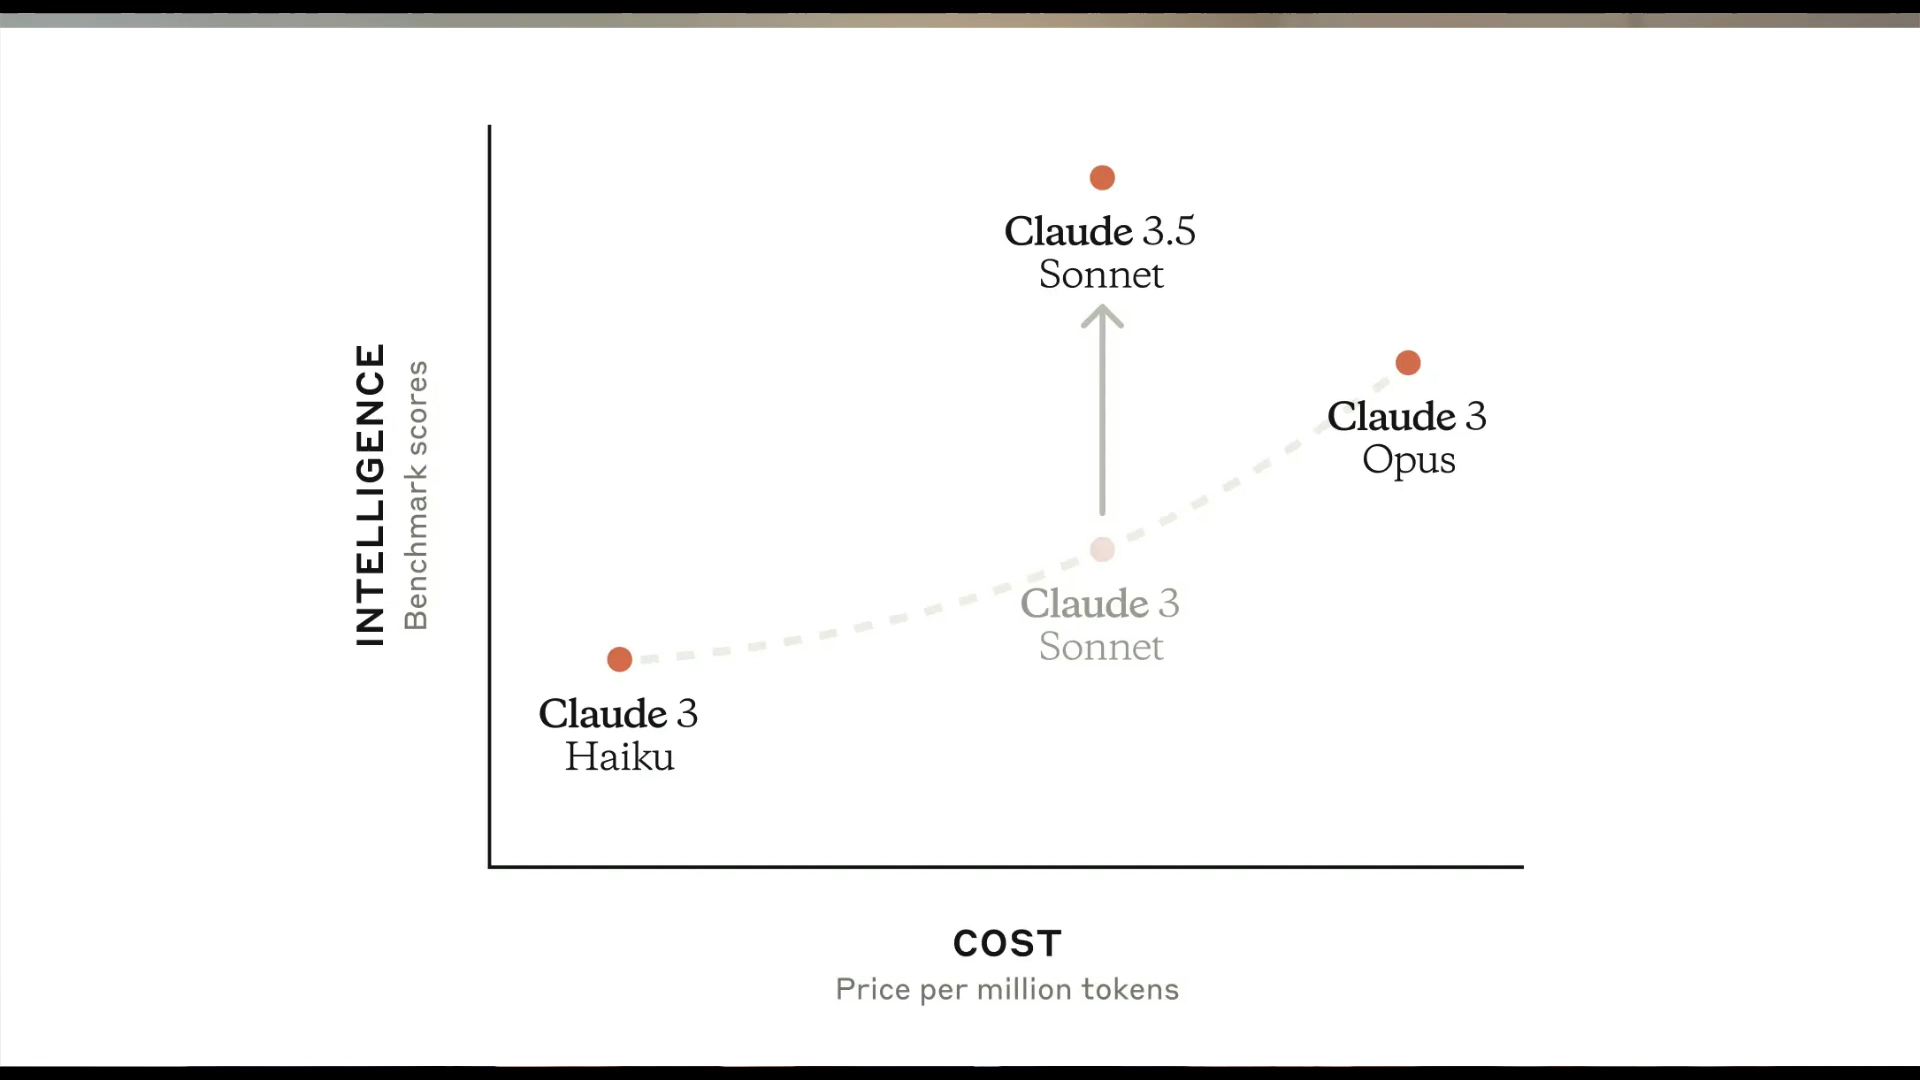 Claude 3.5
Sonnet
Claude 3
Opus
Claude 3
Sonnet
Claude 3
Haiku
INTELLIGENCE
Benchmark scores
COST
Price per million tokens